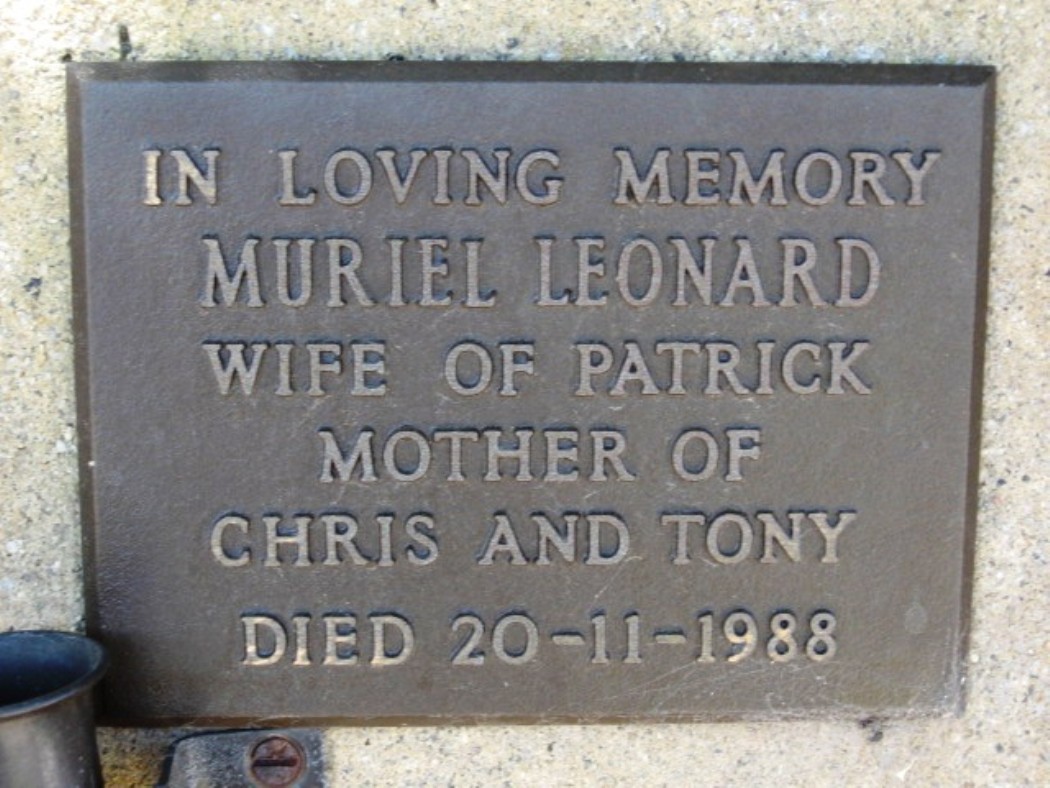 IN LOVING MEMORY
MURIEL LEONARD
WIFE OF PATRICK
MOTHER OF
CHRIS AND TONY
DIED 20-11-1988